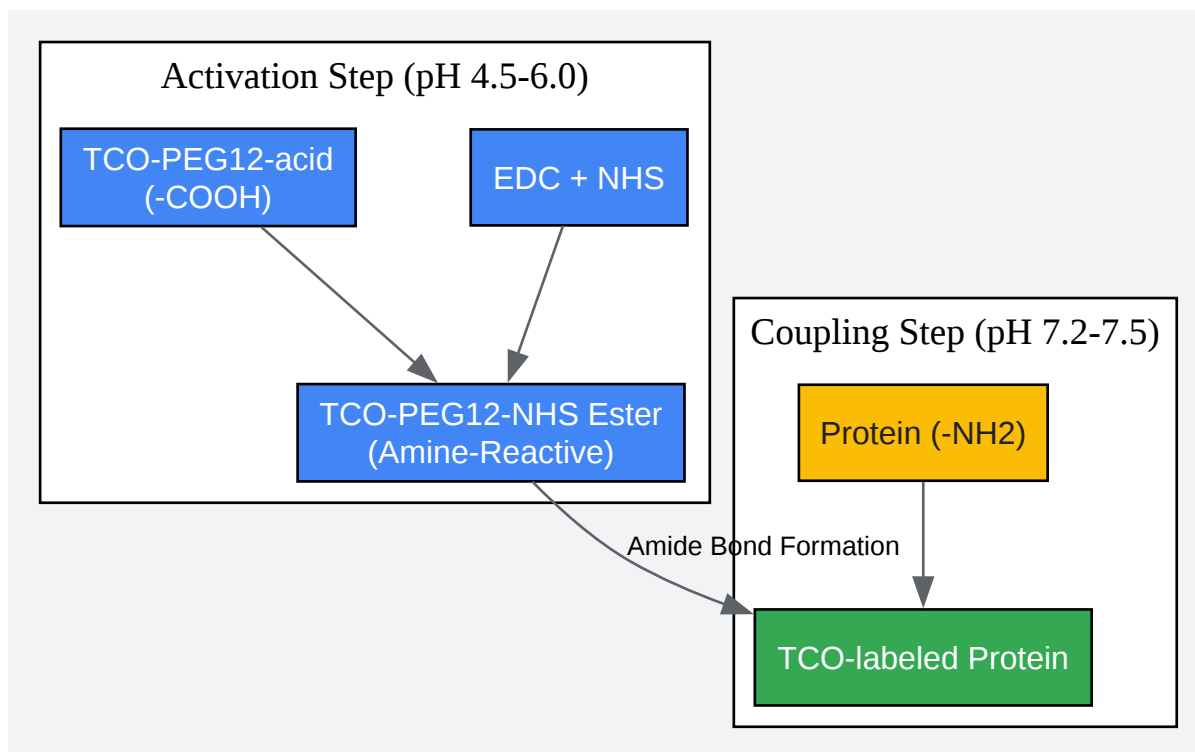 Activation Step (pH 4.5-6.0)
TCO-PEG12-acid
(-COOH)
EDC + NHS
TCO-PEG12-NHS Ester
(Amine-Reactive)
Coupling Step (pH 7.2-7.5)
Protein (-NH2)
Amide Bond Formation
TCO-labeled Protein